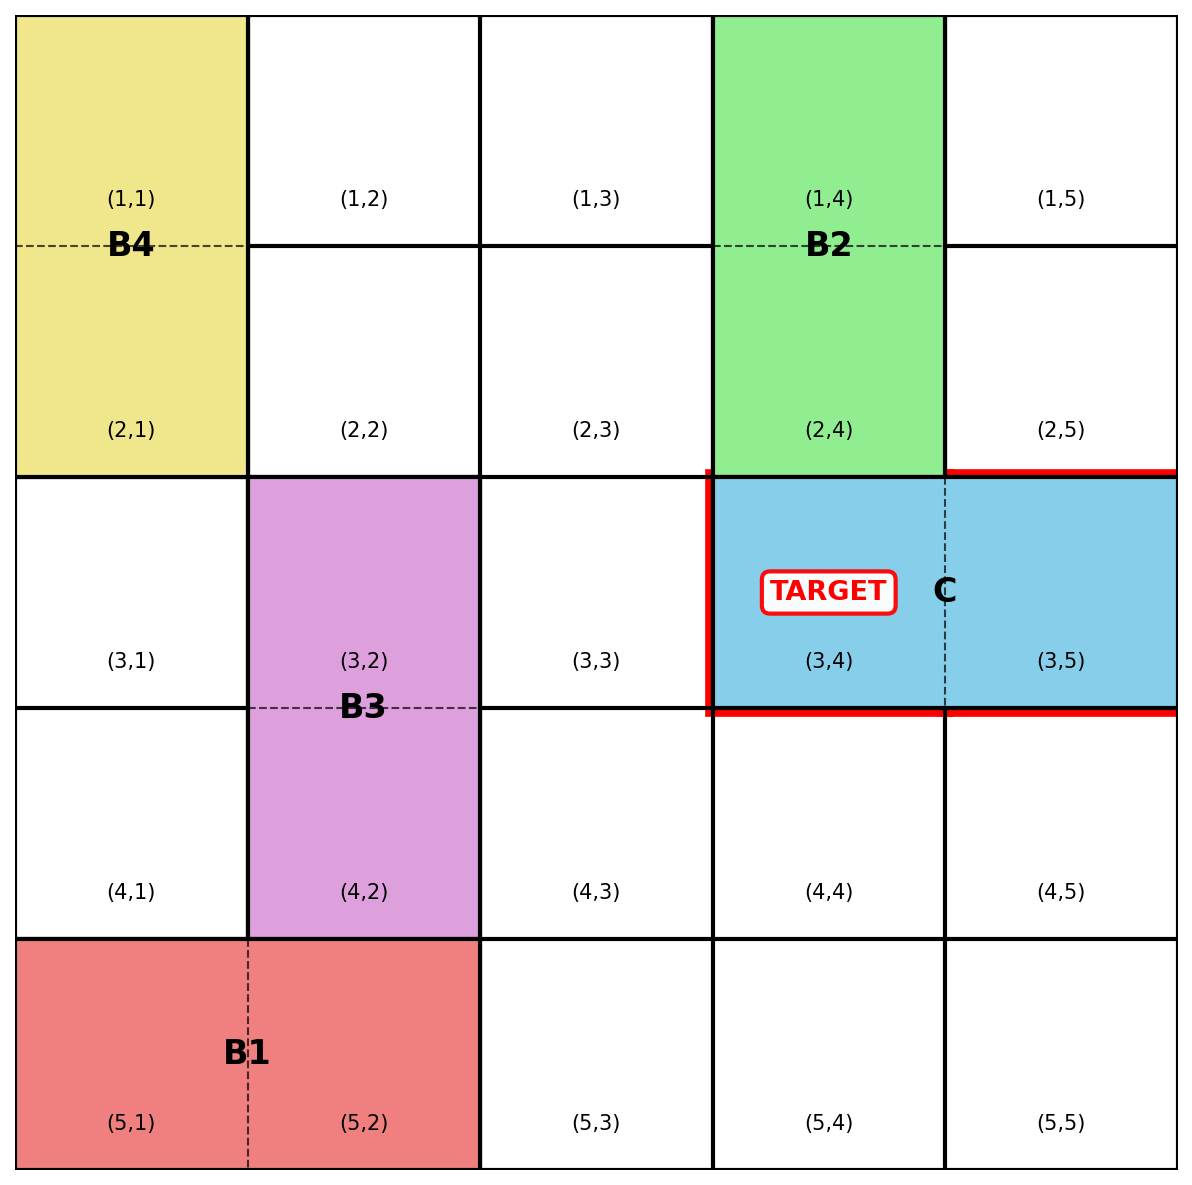 (1,1) (1,2) (1,3) (1,4) (1,5)
B4 B2
(2,1) (2,2) (2,3) (2,4) (2,5)
TARGET C
(3,1) (3,2) (3,3) (3,4) (3,5)
B3
(4,1) (4,2) (4,3) (4,4) (4,5)
B1
(5,1) (5,2) (5,3) (5,4) (5,5)